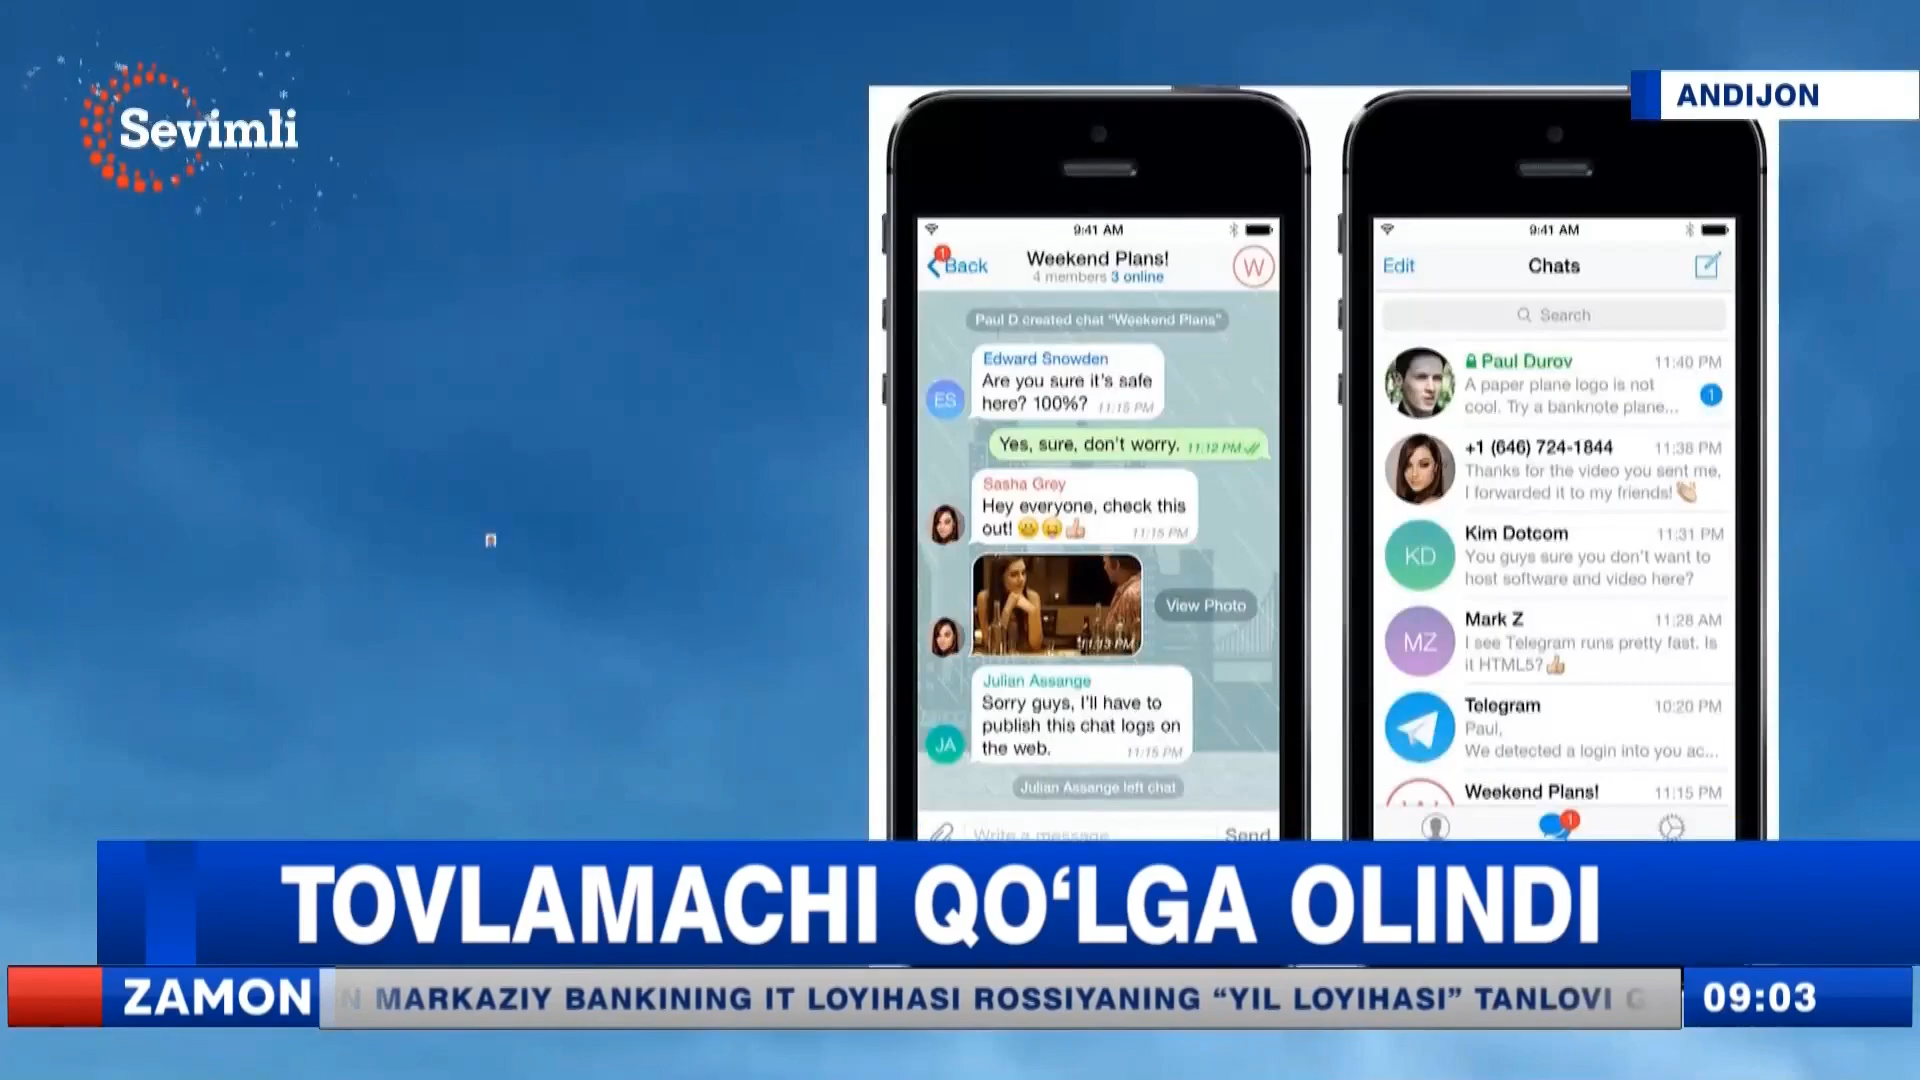 Sevimli
ANDIJON
9:41 AM
Back
1
Weekend Plans!
4 members 3 online
W
Paul D created chat "Weekend Plans"
Edward Snowden
Are you sure it's safe
here? 100%?
11:15 PM
ES
Yes, sure, don't worry.
11:12 PM
Sasha Grey
Hey everyone, check this
out!
11:15 PM
11:13 PM
View Photo
Julian Assange
Sorry guys, I'll have to
publish this chat logs on
the web.
11:15 PM
JA
Julian Assange left chat
Write a message
Send
9:41 AM
Edit
Chats
Search
Paul Durov
11:40 PM
A paper plane logo is not
cool. Try a banknote plane...
1
+1 (646) 724-1844
11:38 PM
Thanks for the video you sent me,
I forwarded it to my friends!
KD
Kim Dotcom
11:31 PM
You guys sure you don't want to
host software and video here?
MZ
Mark Z
11:28 AM
I see Telegram runs pretty fast. Is
it HTML5?
Telegram
10:20 PM
Paul,
We detected a login into you ac...
Weekend Plans!
11:15 PM
1
TOVLAMACHI QO‘LGA OLINDI
ZAMON
N MARKAZIY BANKINING IT LOYIHASI ROSSIYANING “YIL LOYIHASI” TANLOVI
09:03